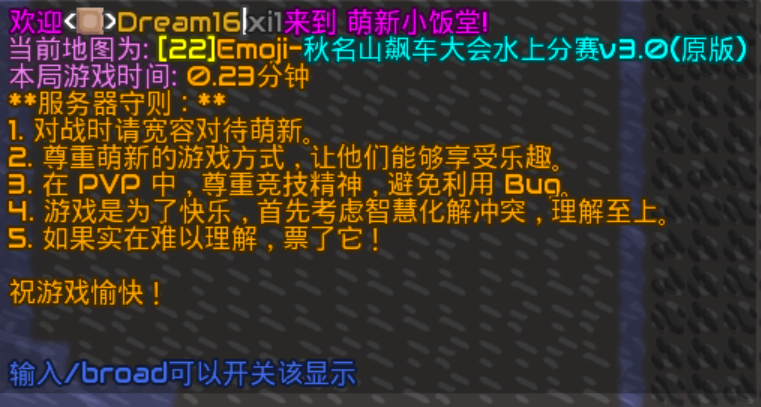 欢迎<>Dream16|xi1来到 萌新小饭堂!
当前地图为: [22]Emoji-秋名山飙车大会水上分赛v3.0(原版)
本局游戏时间: 0.23分钟
**服务器守则：**
1. 对战时请宽容对待萌新。
2. 尊重萌新的游戏方式，让他们能够享受乐趣。
3. 在 PVP 中，尊重竞技精神，避免利用 Bug。
4. 游戏是为了快乐，首先考虑智慧化解冲突，理解至上。
5. 如果实在难以理解，票了它！
祝游戏愉快！
输入/broad可以开关该显示